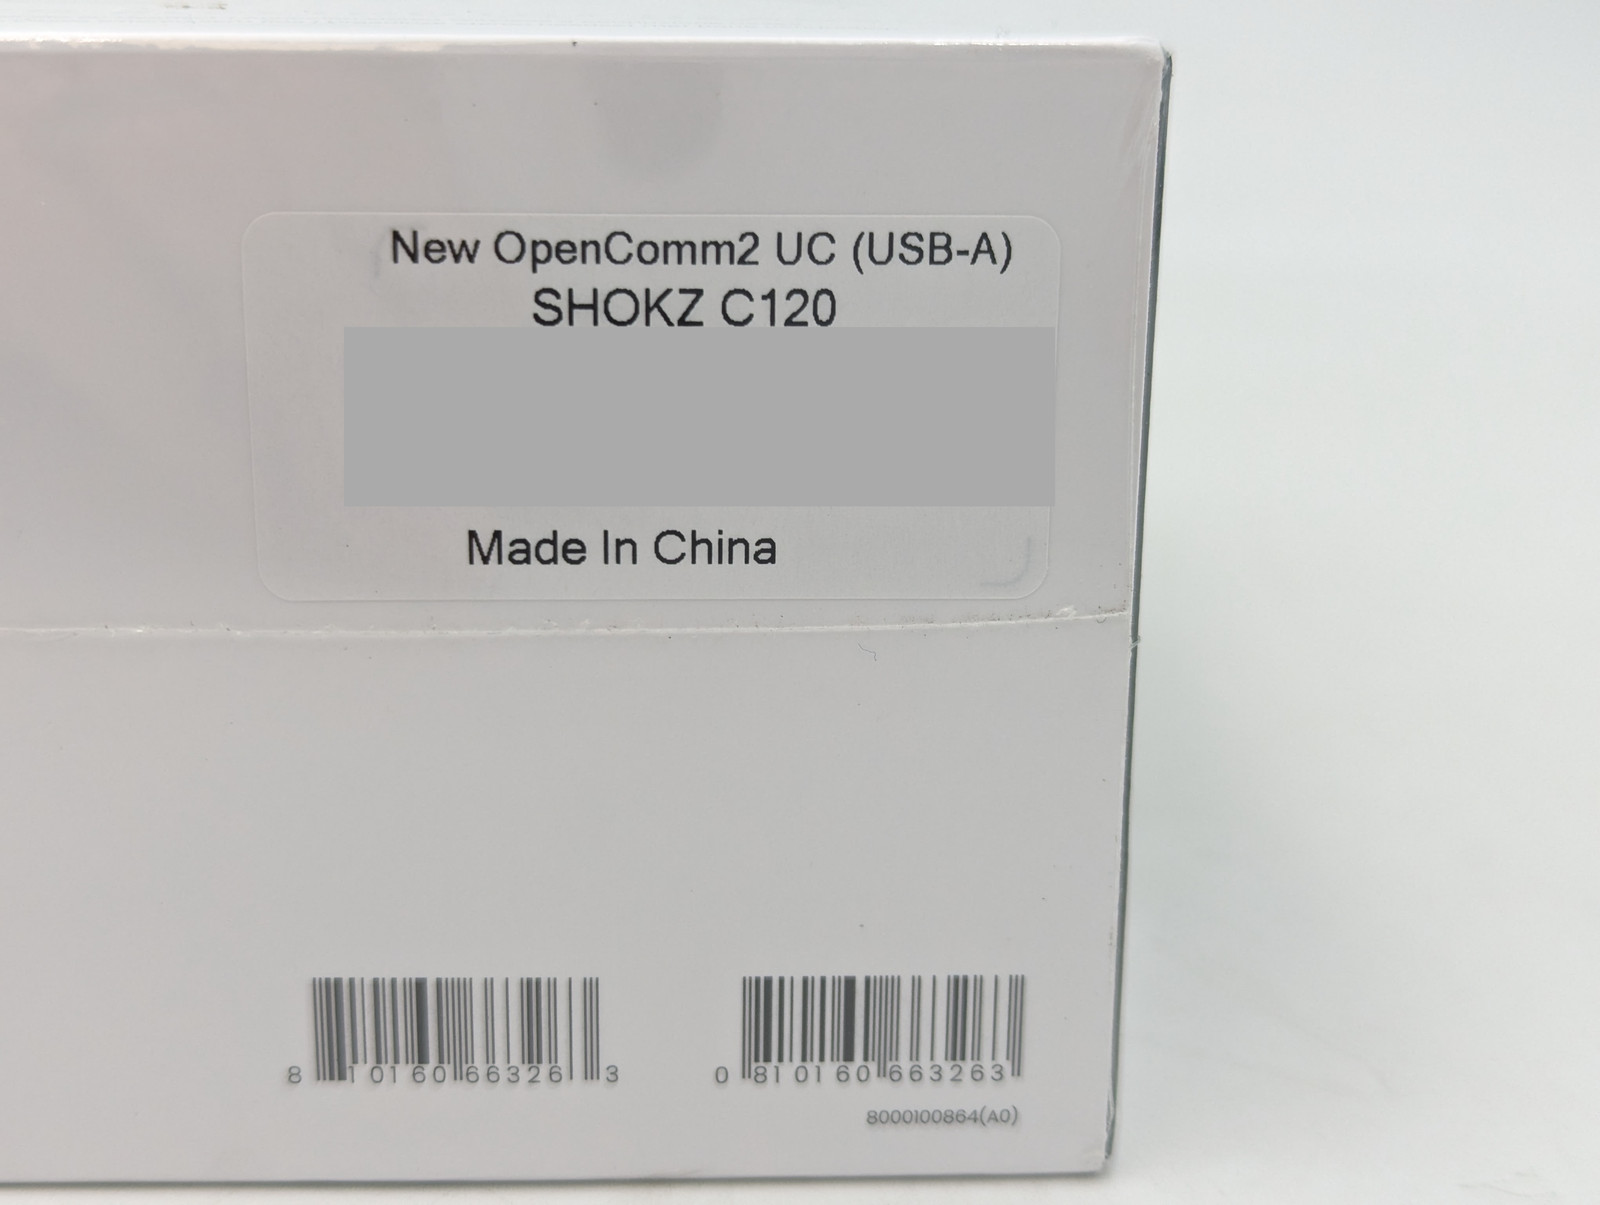 New OpenComm2 UC (USB-A)
SHOKZ C120
Made In China
8 10160 66326 3
0 810160 663263
8000100864(A0)